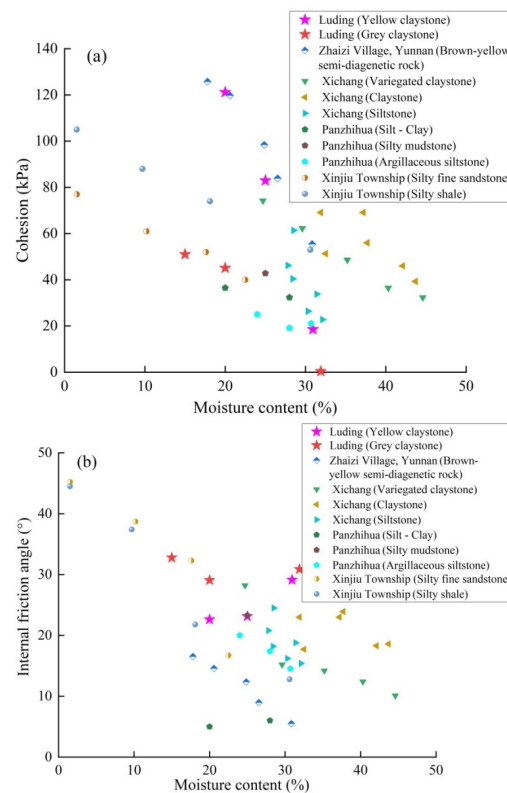 (a)
Luding (Yellow claystone)
Luding (Grey claystone)
Zhaizi Village, Yunnan (Brown-yellow
semi-diagenetic rock)
Xichang (Variegated claystone)
Xichang (Claystone)
Xichang (Siltstone)
Panzhihua (Silt - Clay)
Panzhihua (Silty mudstone)
Panzhihua (Argillaceous siltstone)
Xinjiu Township (Silty fine sandstone)
Xinjiu Township (Silty shale)
Cohesion (kPa)
140
120
100
80
60
40
20
0
0 10 20 30 40 50
Moisture content (%)
(b)
Luding (Yellow claystone)
Luding (Grey claystone)
Zhaizi Village, Yunnan (Brown-
yellow semi-diagenetic rock)
Xichang (Variegated claystone)
Xichang (Claystone)
Xichang (Siltstone)
Panzhihua (Silt - Clay)
Panzhihua (Silty mudstone)
Panzhihua (Argillaceous siltstone)
Xinjiu Township (Silty fine sandstone)
Xinjiu Township (Silty shale)
Internal friction angle (°)
50
40
30
20
10
0
0 10 20 30 40 50
Moisture content (%)